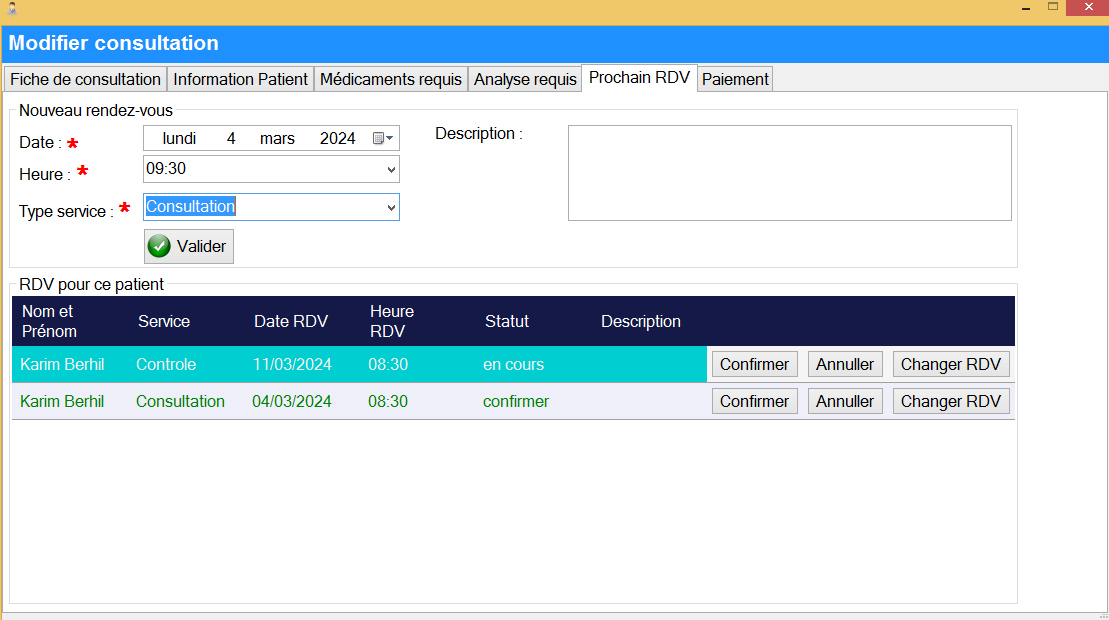 Modifier consultation
Fiche de consultation Information Patient Médicaments requis Analyse requis Prochain RDV Paiement
Nouveau rendez-vous
Date : * lundi 4 mars 2024 Description :
Heure : * 09:30
Type service : * Consultation
Valider
RDV pour ce patient
Nom et Prénom Service Date RDV Heure RDV Statut Description
Karim Berhil Controle 11/03/2024 08:30 en cours Confirmer Annuller Changer RDV
Karim Berhil Consultation 04/03/2024 08:30 confirmer Confirmer Annuller Changer RDV